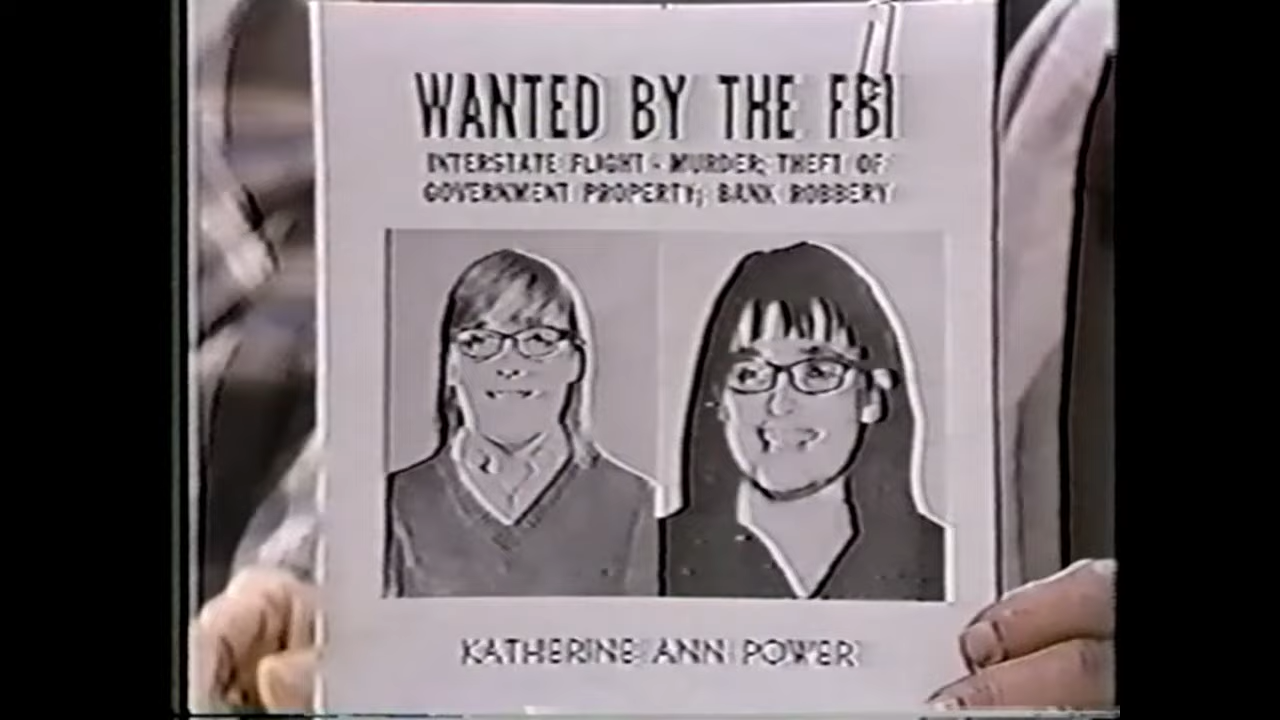 WANTED BY THE FBI
INTERSTATE FLIGHT - MURDER; THEFT OF
GOVERNMENT PROPERTY; BANK ROBBERY
KATHERINE ANN POWER